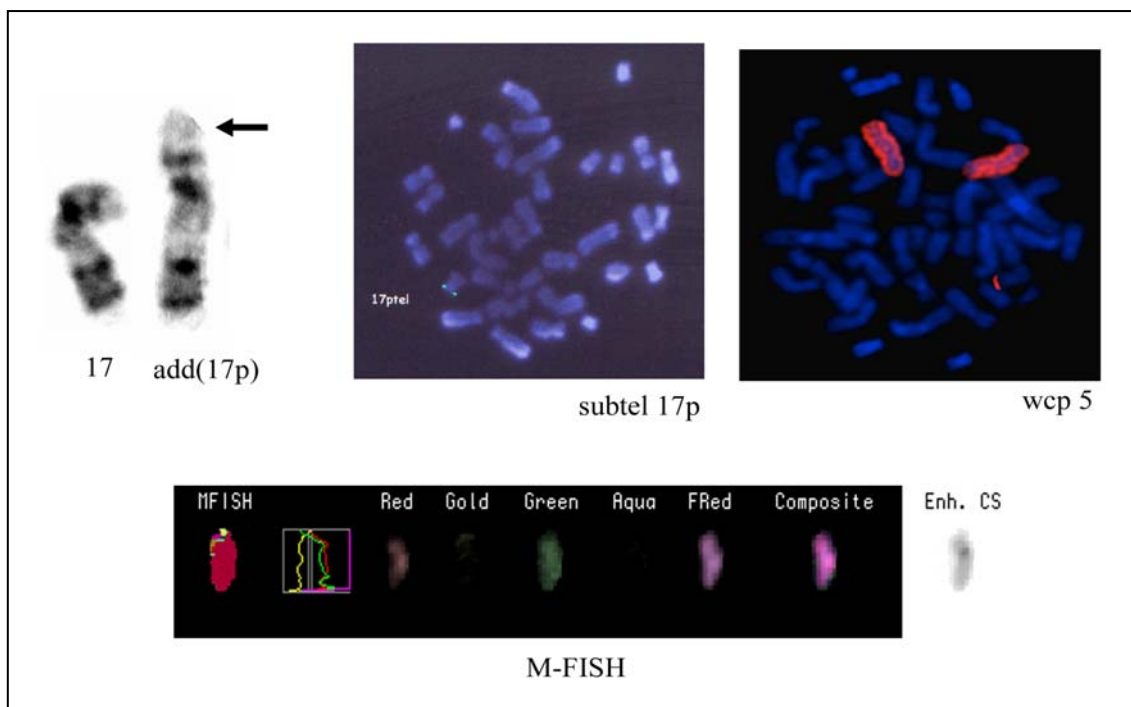 17 add(17p)
17ptel
subtel 17p
wcp 5
MFISH Red Gold Green Aqua FRed Composite Enh. CS
M-FISH